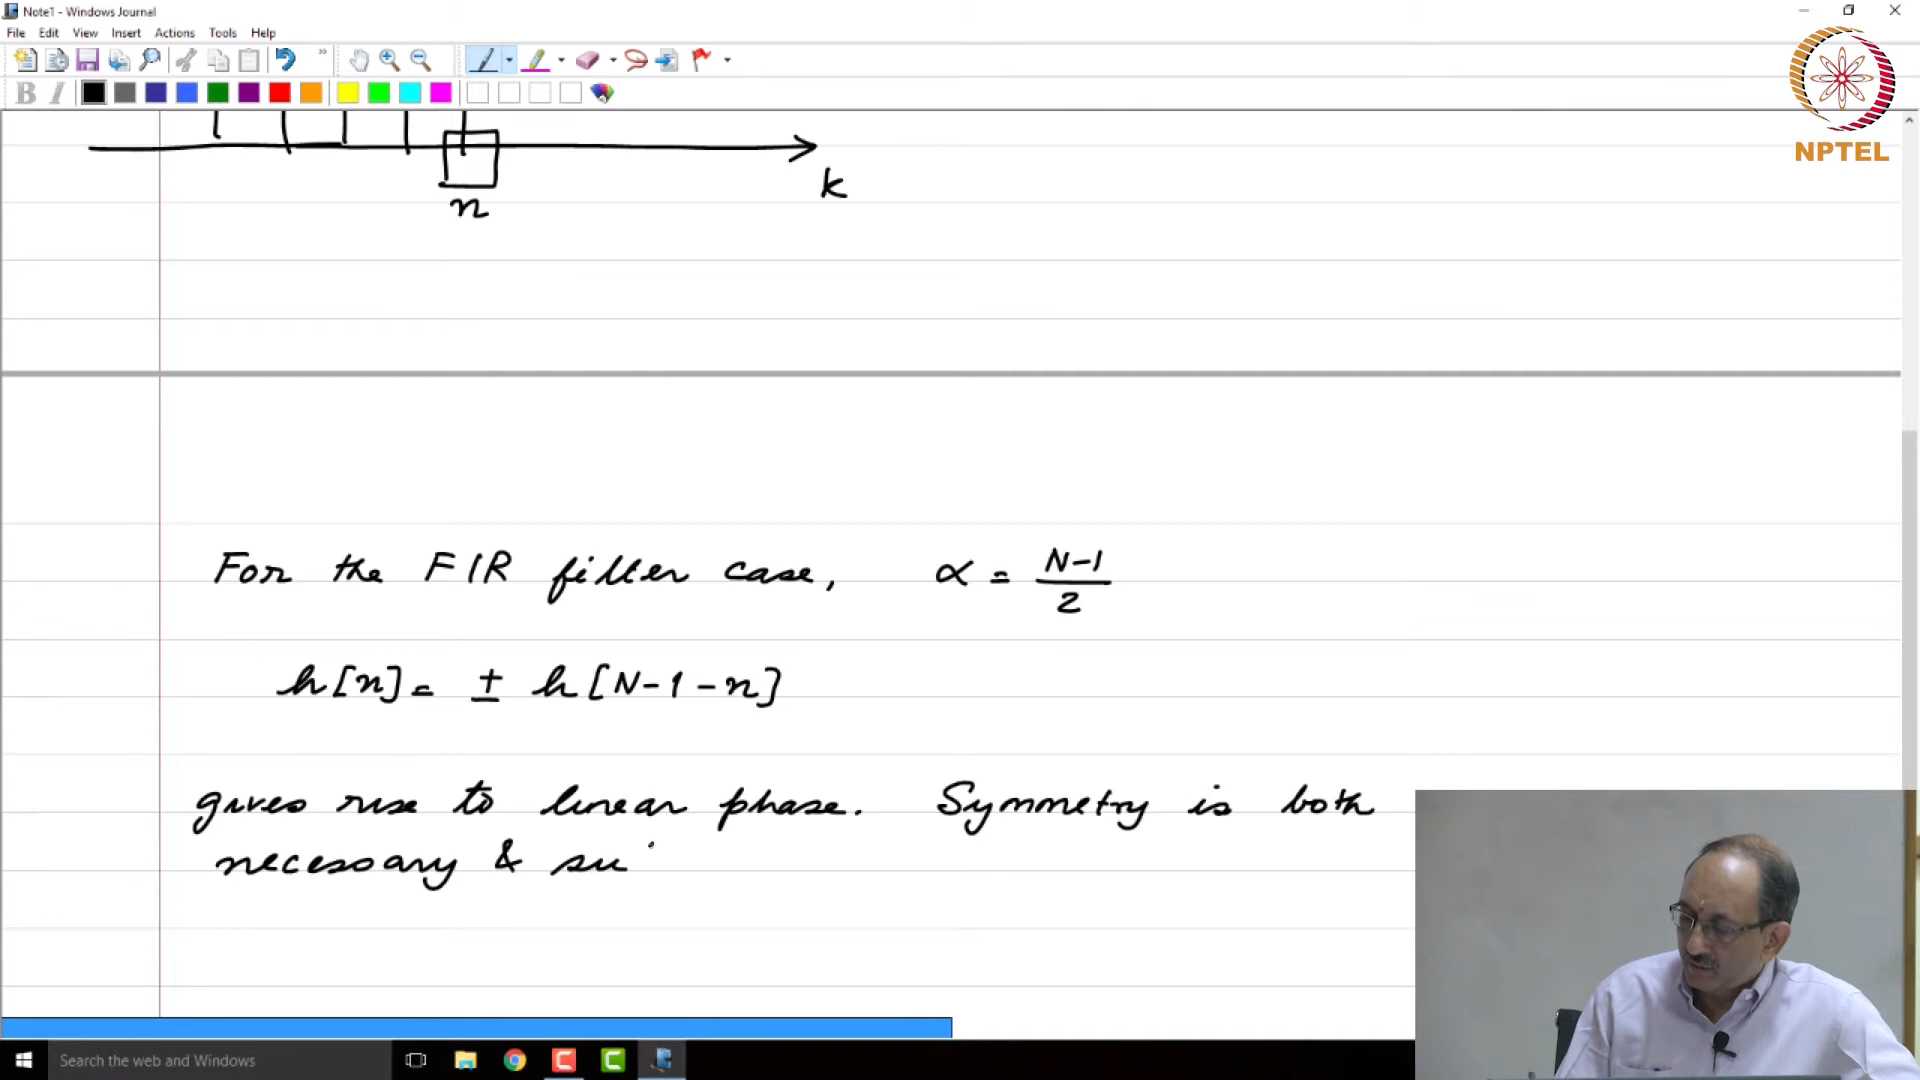 Note1 - Windows Journal
File Edit View Insert Actions Tools Help
B I
NPTEL
k
n
For the FIR filter case, α = (N-1)/2
h[n] = ± h[N-1-n]
gives rise to linear phase. Symmetry is both
necessary & su
Search the web and Windows